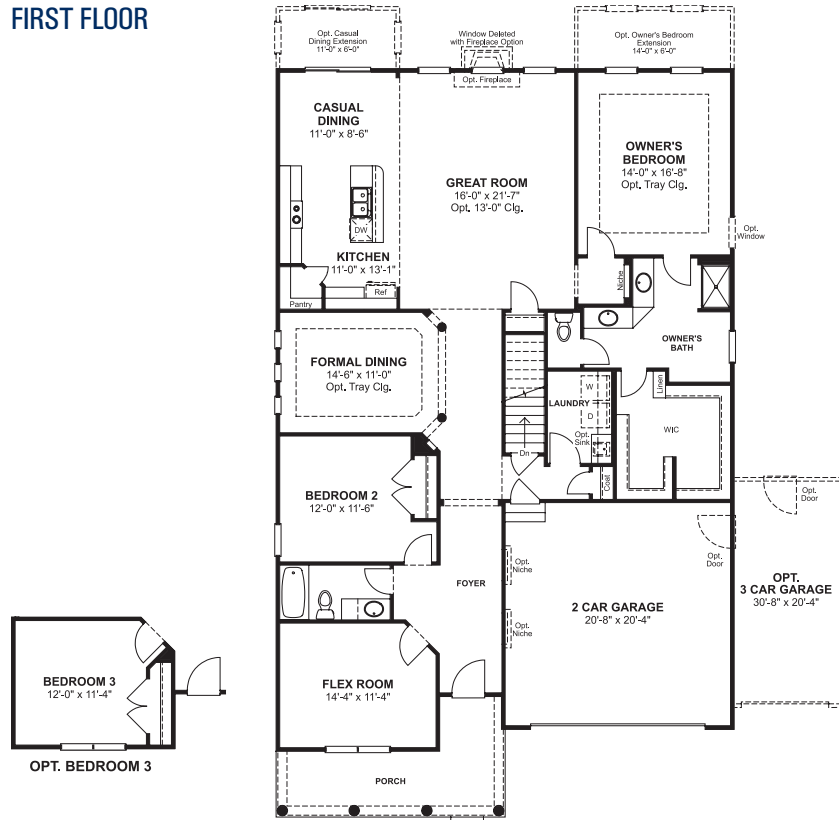 FIRST FLOOR
Opt. Casual
Dining Extension
11'-0" x 6'-0"
Window Deleted
with Fireplace Option
Opt. Fireplace
Opt. Owner's Bedroom
Extension
14'-0" x 6'-0"
CASUAL
DINING
11'-0" x 8'-6"
OWNER'S
BEDROOM
14'-0" x 16'-8"
Opt. Tray Clg.
GREAT ROOM
16'-0" x 21'-7"
Opt. 13'-0" Clg.
DW
Opt.
Window
KITCHEN
11'-0" x 13'-1"
Ref
Pantry
Niche
OWNER'S
BATH
FORMAL DINING
14'-6" x 11'-0"
Opt. Tray Clg.
W
D
LAUNDRY
Linen
Opt.
Sink
WIC
Dn
Coat
BEDROOM 2
12'-0" x 11'-6"
Opt.
Door
Opt.
Door
FOYER
Opt.
Niche
Opt.
Niche
2 CAR GARAGE
20'-8" x 20'-4"
OPT.
3 CAR GARAGE
30'-8" x 20'-4"
BEDROOM 3
12'-0" x 11'-4"
FLEX ROOM
14'-4" x 11'-4"
OPT. BEDROOM 3
PORCH